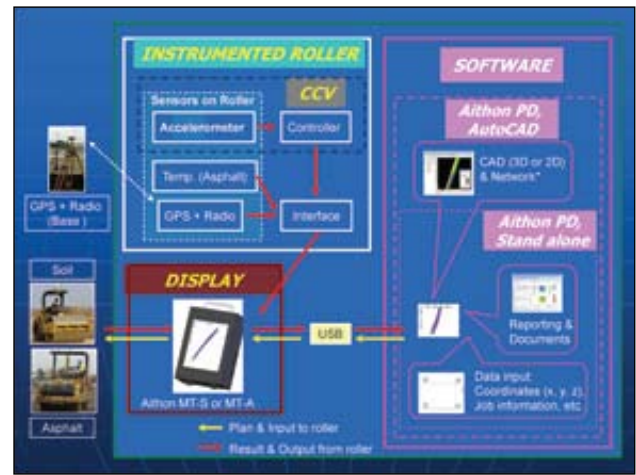 INSTRUMENTED ROLLER
CCV
Sensors on Roller
Accelerometer
Controller
Temp. (Asphalt)
GPS + Radio
Interface
GPS + Radio
(Base )
Soil
Asphalt
DISPLAY
Aithon MT-S or MT-A
USB
Plan & Input to roller
Result & Output from roller
SOFTWARE
Aithon PD,
AutoCAD
CAD (3D or 2D)
& Network*
Aithon PD,
Stand alone
Reporting &
Documents
Data input:
Coordinates (x, y, z),
Job information, etc